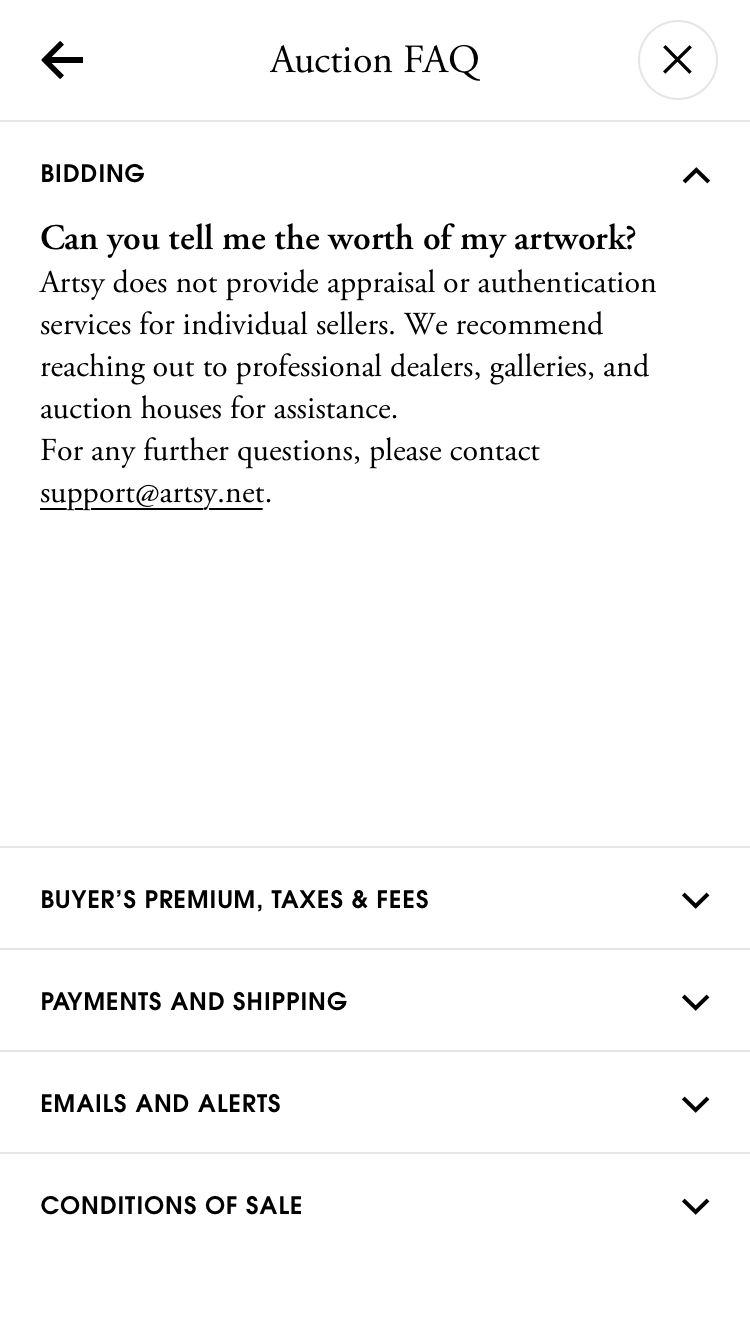 Auction FAQ
BIDDING
Can you tell me the worth of my artwork?
Artsy does not provide appraisal or authentication
services for individual sellers. We recommend
reaching out to professional dealers, galleries, and
auction houses for assistance.
For any further questions, please contact
support@artsy.net.
BUYER’S PREMIUM, TAXES & FEES
PAYMENTS AND SHIPPING
EMAILS AND ALERTS
CONDITIONS OF SALE